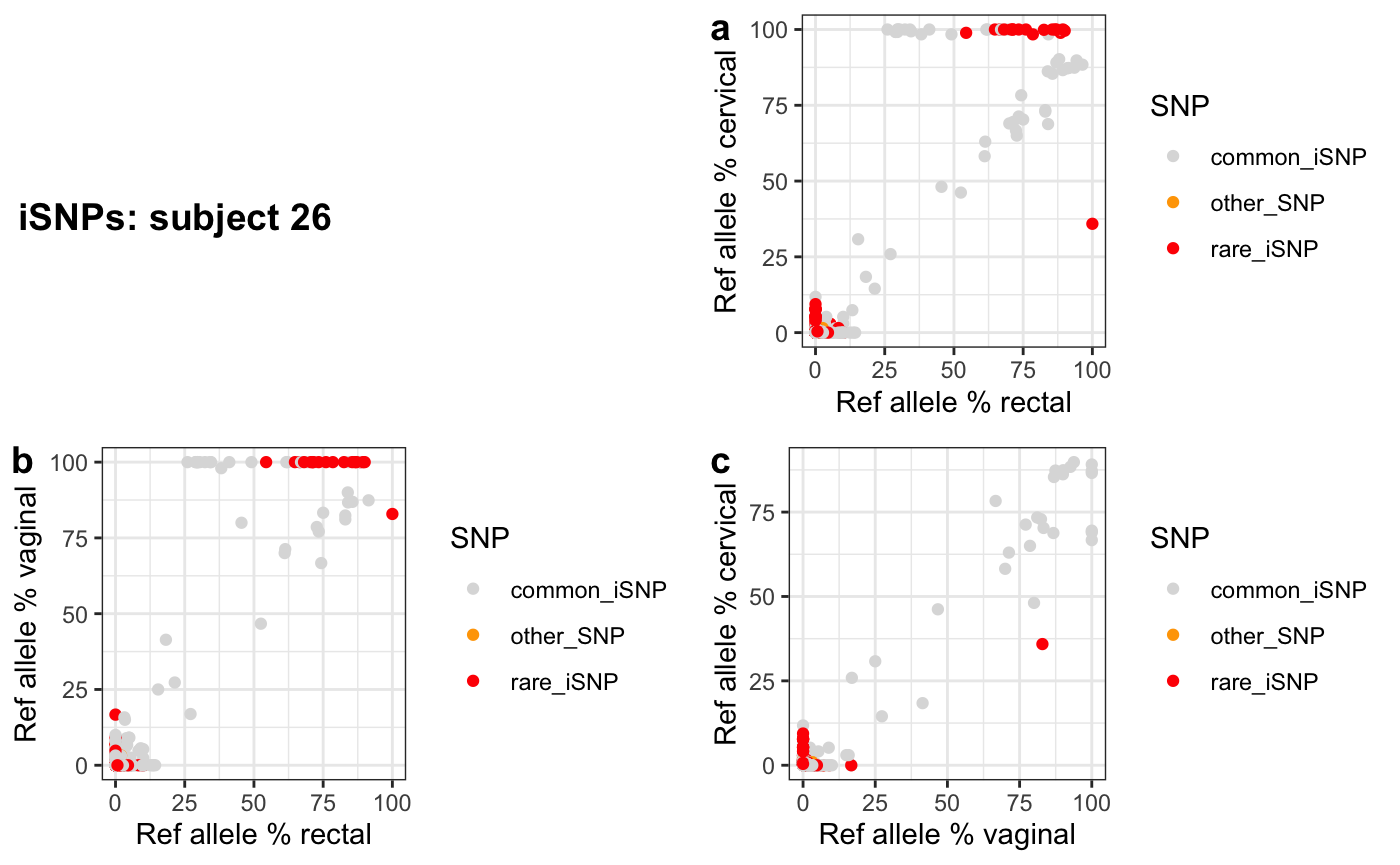 iSNPs: subject 26
a
Ref allele % cervical
100
75
50
25
0
0 25 50 75 100
Ref allele % rectal
SNP
common_iSNP
other_SNP
rare_iSNP
b
Ref allele % vaginal
100
75
50
25
0
0 25 50 75 100
Ref allele % rectal
SNP
common_iSNP
other_SNP
rare_iSNP
c
Ref allele % cervical
75
50
25
0
0 25 50 75 100
Ref allele % vaginal
SNP
common_iSNP
other_SNP
rare_iSNP